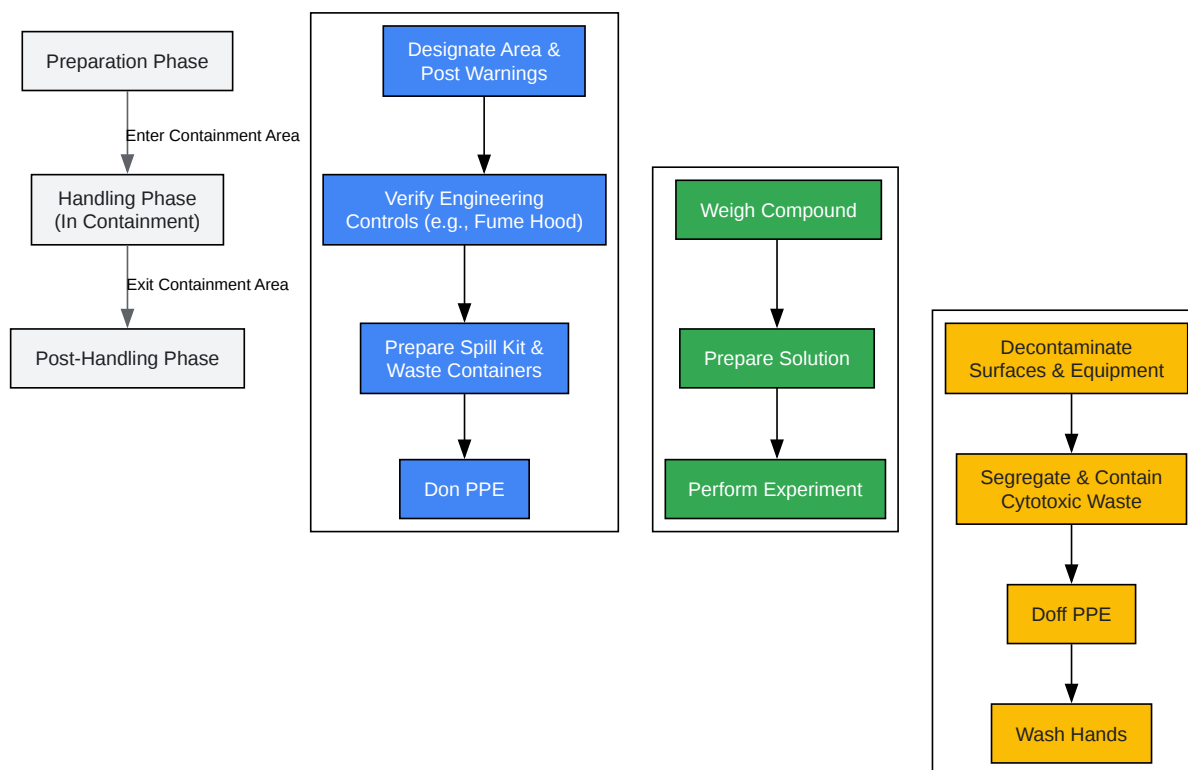 Preparation Phase
Enter Containment Area
Handling Phase
(In Containment)
Exit Containment Area
Post-Handling Phase
Designate Area &
Post Warnings
Verify Engineering
Controls (e.g., Fume Hood)
Prepare Spill Kit &
Waste Containers
Don PPE
Weigh Compound
Prepare Solution
Perform Experiment
Decontaminate
Surfaces & Equipment
Segregate & Contain
Cytotoxic Waste
Doff PPE
Wash Hands